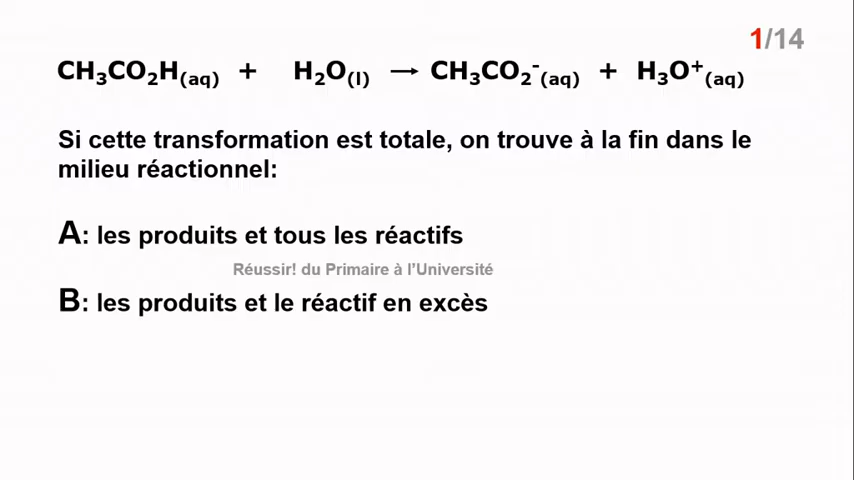 1/14
CH₃CO₂H(aq) + H₂O(l) → CH₃CO₂⁻(aq) + H₃O⁺(aq)
Si cette transformation est totale, on trouve à la fin dans le
milieu réactionnel:
A: les produits et tous les réactifs
Réussir! du Primaire à l'Université
B: les produits et le réactif en excès